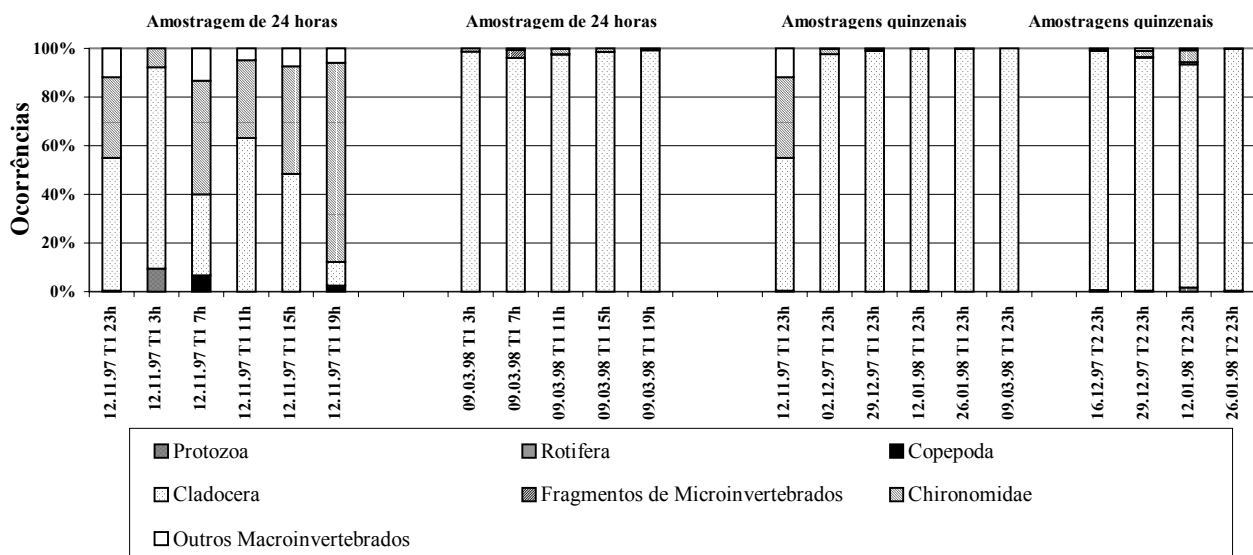 Amostragem de 24 horas
Amostragem de 24 horas
Amostragens quinzenais
Amostragens quinzenais
Ocorrências
100%
80%
60%
40%
20%
0%
12.11.97 T1 23h
12.11.97 T1 3h
12.11.97 T1 7h
12.11.97 T1 11h
12.11.97 T1 15h
12.11.97 T1 19h
09.03.98 T1 3h
09.03.98 T1 7h
09.03.98 T1 11h
09.03.98 T1 15h
09.03.98 T1 19h
12.11.97 T1 23h
02.12.97 T1 23h
29.12.97 T1 23h
12.01.98 T1 23h
26.01.98 T1 23h
09.03.98 T1 23h
16.12.97 T2 23h
29.12.97 T2 23h
12.01.98 T2 23h
26.01.98 T2 23h
Protozoa
Rotifera
Copepoda
Cladocera
Fragmentos de Microinvertebrados
Chironomidae
Outros Macroinvertebrados